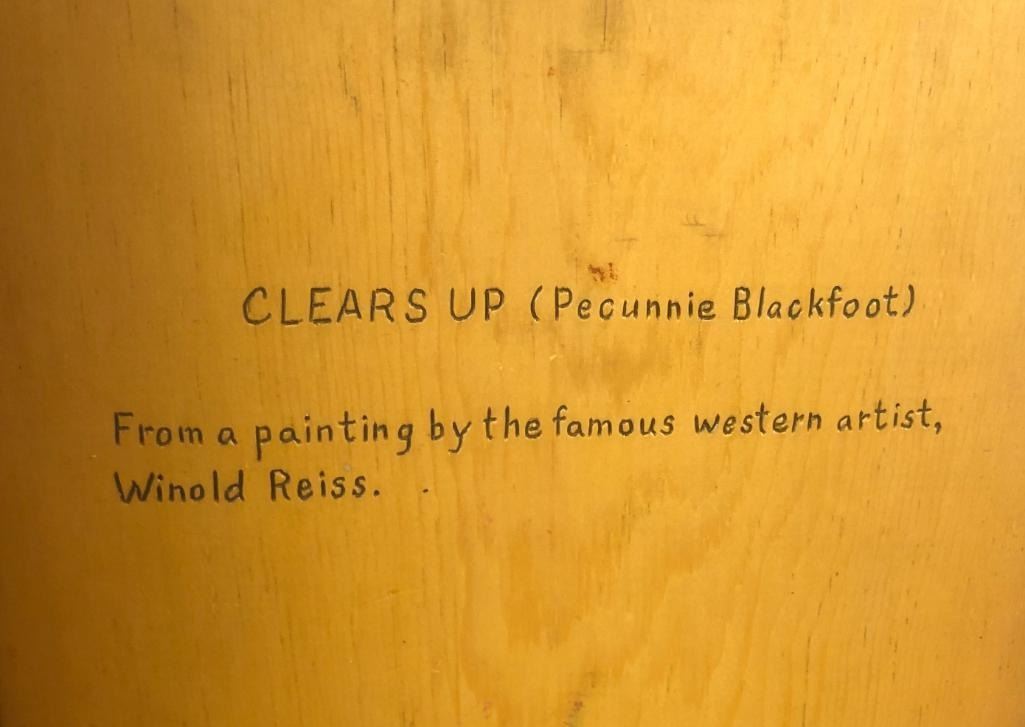 CLEARS UP (Pecunnie Blackfoot)
From a painting by the famous western artist,
Winold Reiss.